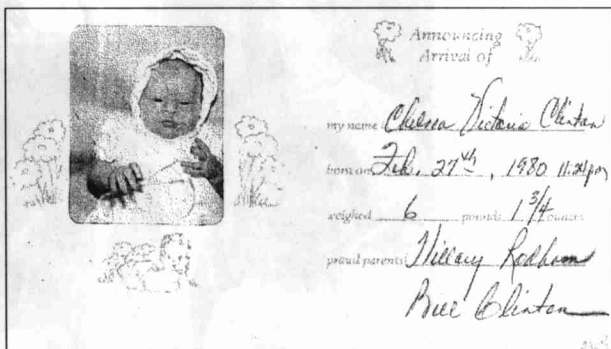 Announcing
Arrival of
my name Chelsea Victoria Clinton
born on Feb. 27th, 1980 11:24pm
weighed 6 pounds 1 3/4 ounces
proud parents Hillary Rodham
Bill Clinton